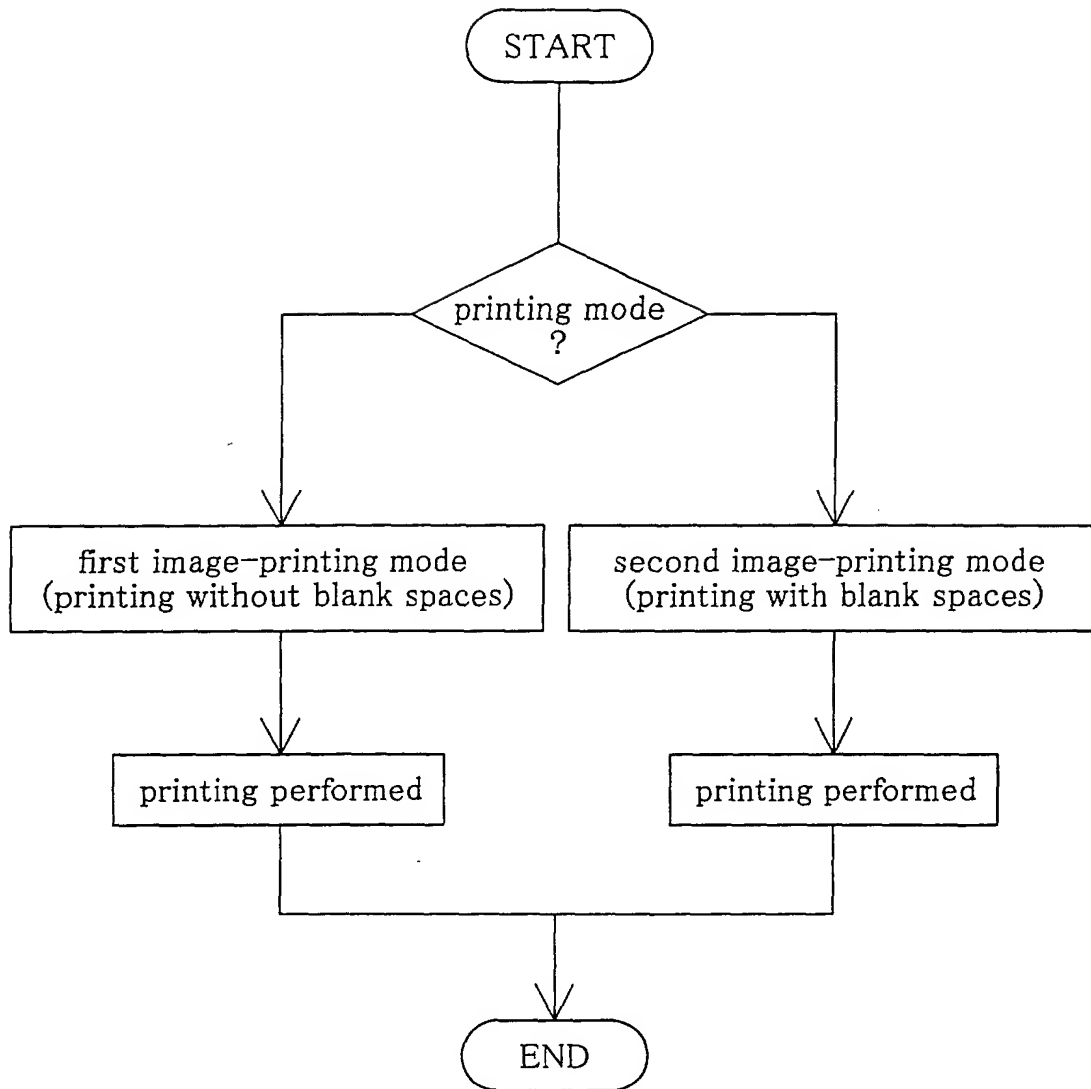 START
printing mode
?
first image-printing mode
(printing without blank spaces)
second image-printing mode
(printing with blank spaces)
printing performed
printing performed
END